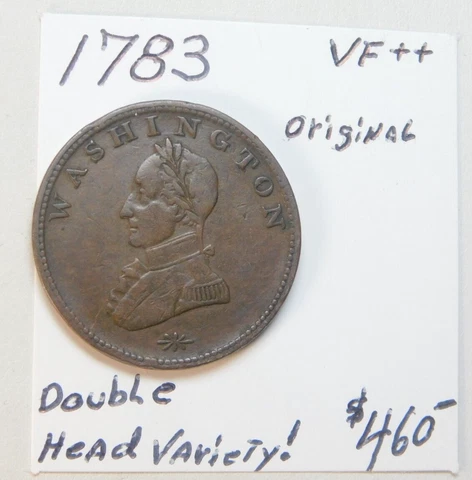 1783 VF++
Original
WASHINGTON
Double
Head Variety! $460-